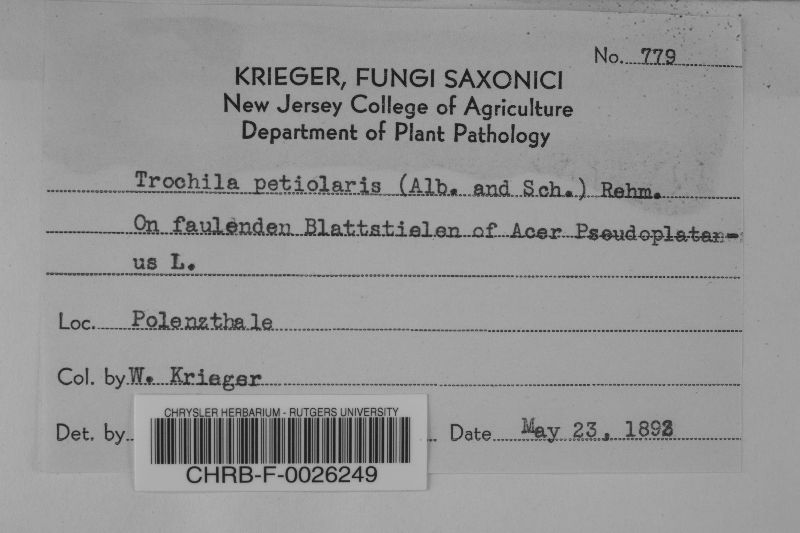 No. 779
KRIEGER, FUNGI SAXONICI
New Jersey College of Agriculture
Department of Plant Pathology
Trochila petiolaris (Alb. and Sch.) Rehm.
On faulenden Blattstielen of Acer Pseudoplatan-
us L.
Loc. Polenzthale
Col. by W. Krieger
Det. by Date May 23, 1892
CHRYSLER HERBARIUM - RUTGERS UNIVERSITY
CHRB-F-0026249